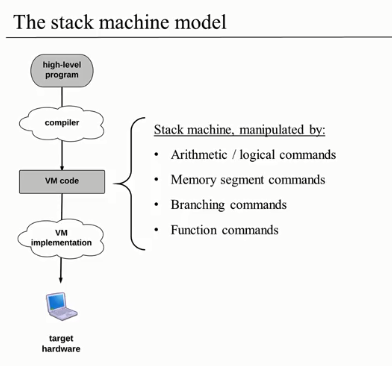 The stack machine model
high-level
program
compiler
VM code
VM
implementation
target
hardware
Stack machine, manipulated by:
• Arithmetic / logical commands
• Memory segment commands
• Branching commands
• Function commands